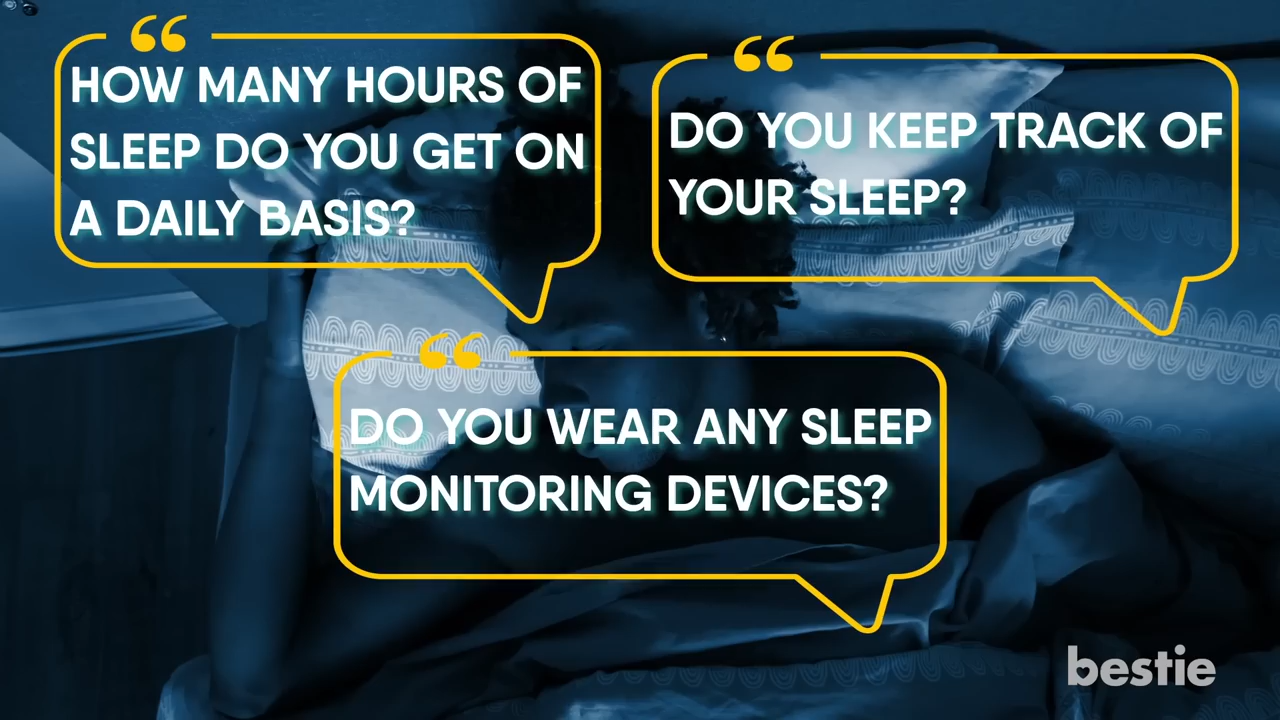 HOW MANY HOURS OF
SLEEP DO YOU GET ON
A DAILY BASIS?
DO YOU KEEP TRACK OF
YOUR SLEEP?
DO YOU WEAR ANY SLEEP
MONITORING DEVICES?
bestie